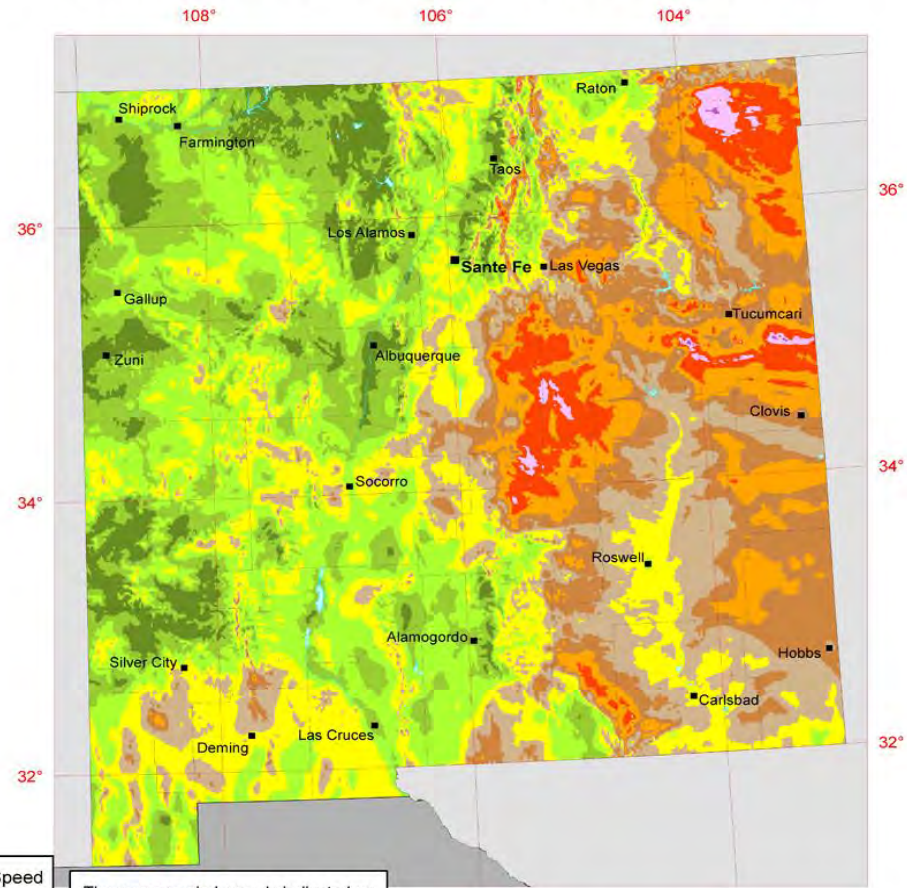 108° 106° 104°
Raton
Shiprock
Farmington
Taos
36°
36°
Los Alamos
Sante Fe
Las Vegas
Gallup
Tucumcari
Albuquerque
Zuni
Clovis
34°
Socorro
34°
Roswell
Alamogordo
Hobbs
Silver City
Carlsbad
Las Cruces
Deming
32°
32°
Speed